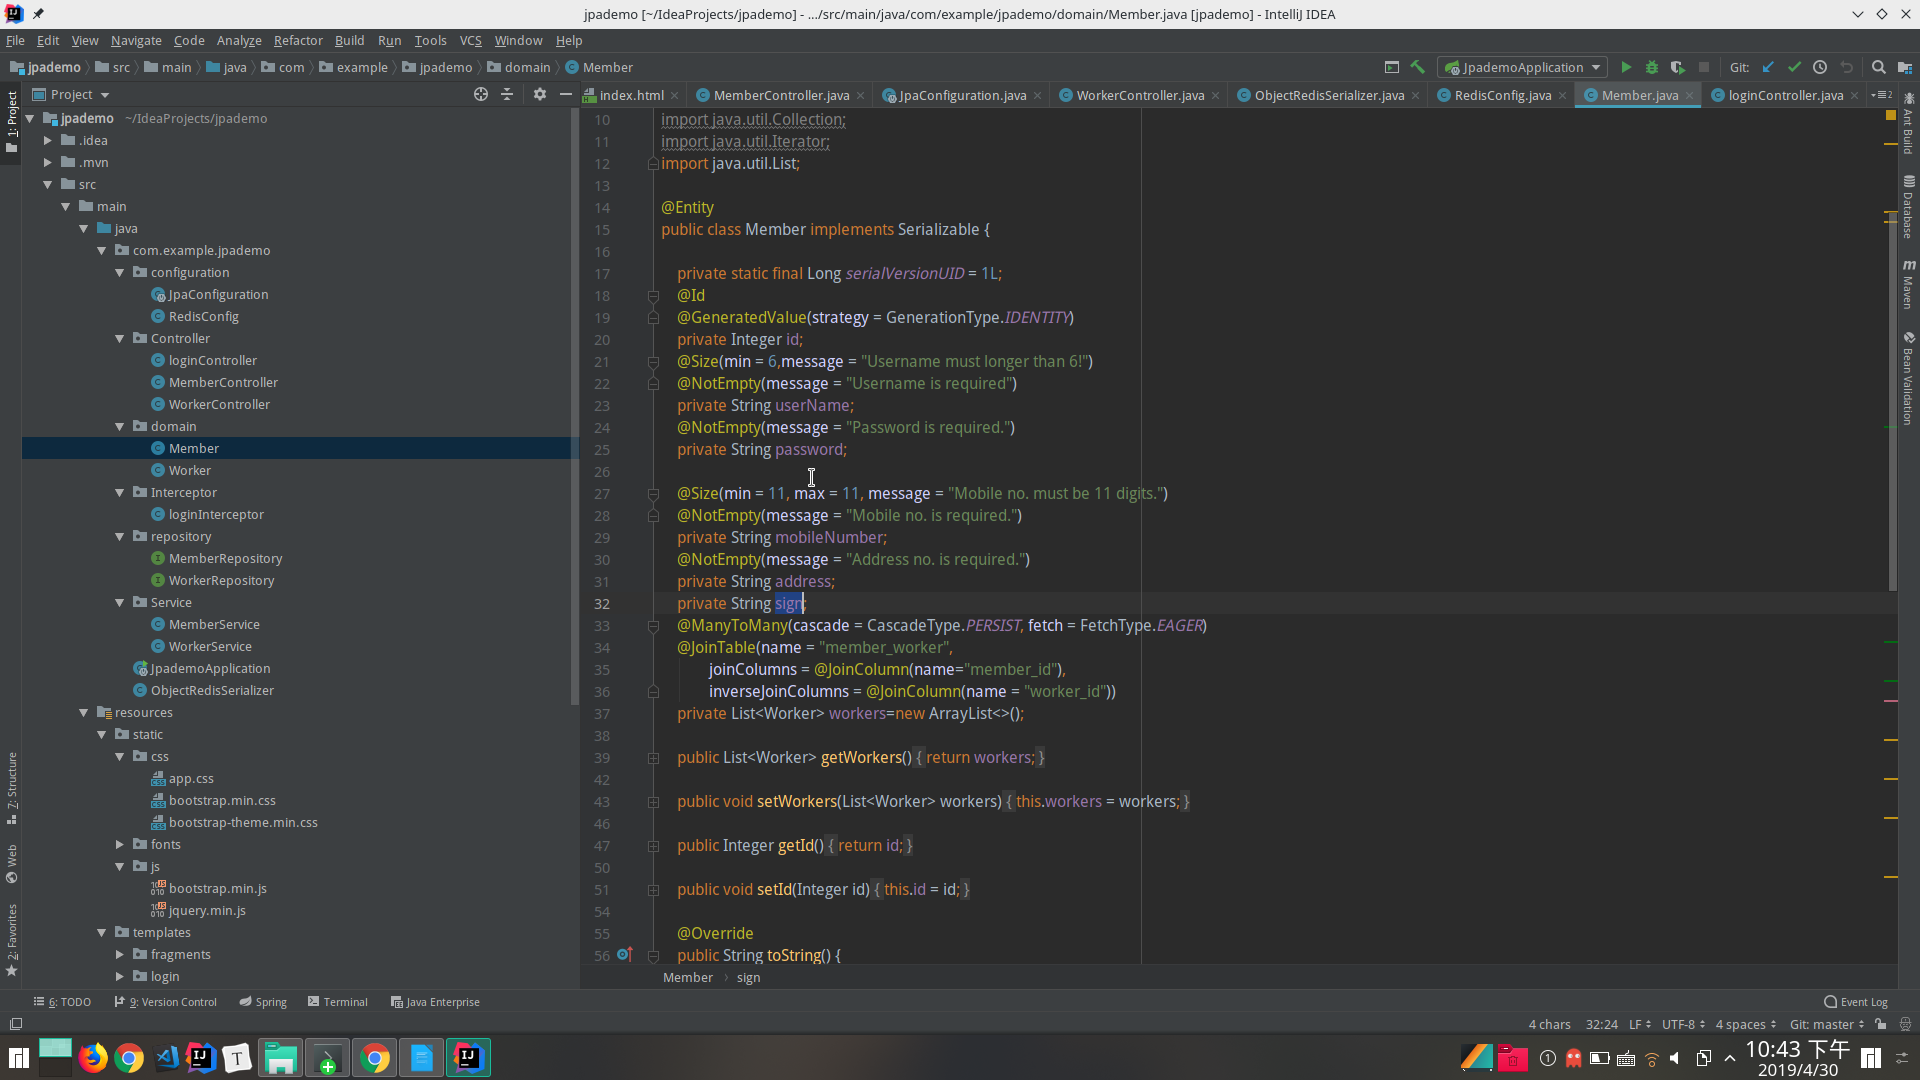 jpademo [~/IdeaProjects/jpademo] - .../src/main/java/com/example/jpademo/domain/Member.java [jpademo] - IntelliJ IDEA
File Edit View Navigate Code Analyze Refactor Build Run Tools VCS Window Help
jpademo src main java com example jpademo domain Member
JpademoApplication Git:
Project
index.html MemberController.java JpaConfiguration.java WorkerController.java ObjectRedisSerializer.java RedisConfig.java Member.java loginController.java
1: Project
7: Structure
Web
2: Favorites
jpademo ~/IdeaProjects/jpademo
.idea
.mvn
src
main
java
com.example.jpademo
configuration
JpaConfiguration
RedisConfig
Controller
loginController
MemberController
WorkerController
domain
Member
Worker
Interceptor
loginInterceptor
repository
MemberRepository
WorkerRepository
Service
MemberService
WorkerService
JpademoApplication
ObjectRedisSerializer
resources
static
css
app.css
bootstrap.min.css
bootstrap-theme.min.css
fonts
js
bootstrap.min.js
jquery.min.js
templates
fragments
login
10 import java.util.Collection;
11 import java.util.Iterator;
12 import java.util.List;
13
14 @Entity
15 public class Member implements Serializable {
16
17 private static final Long serialVersionUID = 1L;
18 @Id
19 @GeneratedValue(strategy = GenerationType.IDENTITY)
20 private Integer id;
21 @Size(min = 6,message = "Username must longer than 6!")
22 @NotEmpty(message = "Username is required")
23 private String userName;
24 @NotEmpty(message = "Password is required.")
25 private String password;
26
27 @Size(min = 11, max = 11, message = "Mobile no. must be 11 digits.")
28 @NotEmpty(message = "Mobile no. is required.")
29 private String mobileNumber;
30 @NotEmpty(message = "Address no. is required.")
31 private String address;
32 private String sign;
33 @ManyToMany(cascade = CascadeType.PERSIST, fetch = FetchType.EAGER)
34 @JoinTable(name = "member_worker",
35 joinColumns = @JoinColumn(name="member_id"),
36 inverseJoinColumns = @JoinColumn(name = "worker_id"))
37 private List<Worker> workers=new ArrayList<>();
38
39 public List<Worker> getWorkers() { return workers; }
42
43 public void setWorkers(List<Worker> workers) { this.workers = workers; }
46
47 public Integer getId() { return id; }
50
51 public void setId(Integer id) { this.id = id; }
54
55 @Override
56 public String toString() {
Member sign
Ant Build
Database
Maven
Bean Validation
6: TODO 9: Version Control Spring Terminal Java Enterprise Event Log
4 chars 32:24 LF UTF-8 4 spaces Git: master
10:43 下午
2019/4/30